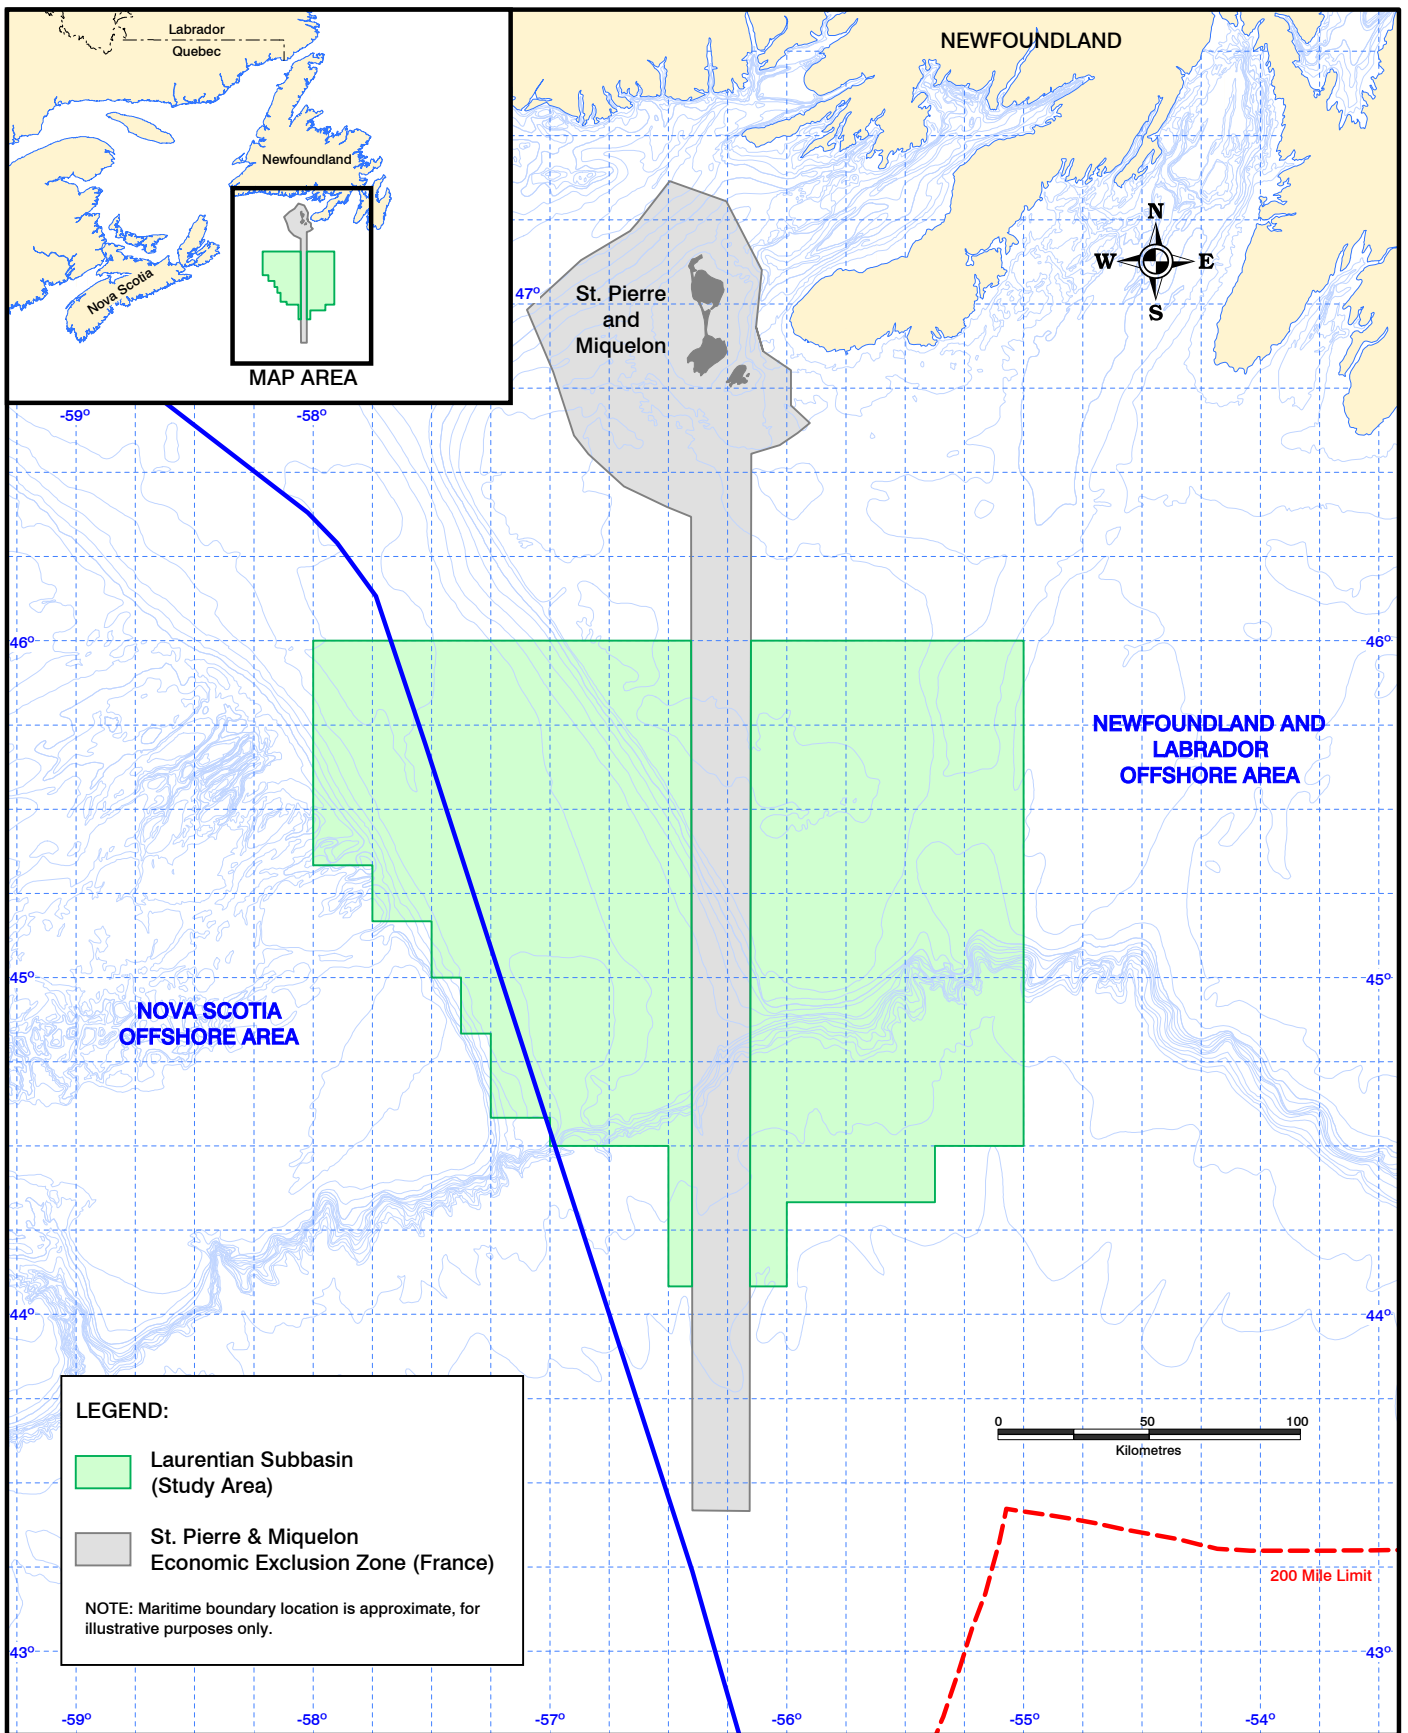 Labrador
Quebec
Newfoundland
Nova Scotia
MAP AREA
NEWFOUNDLAND
N
W E
S
47°
St. Pierre
and
Miquelon
-59° -58°
46° 46°
NEWFOUNDLAND AND
LABRADOR
OFFSHORE AREA
45° 45°
NOVA SCOTIA
OFFSHORE AREA
44° 44°
LEGEND:
Laurentian Subbasin
(Study Area)
St. Pierre & Miquelon
Economic Exclusion Zone (France)
NOTE: Maritime boundary location is approximate, for
illustrative purposes only.
0 50 100
Kilometres
200 Mile Limit
43° 43°
-59° -58° -57° -56° -55° -54°